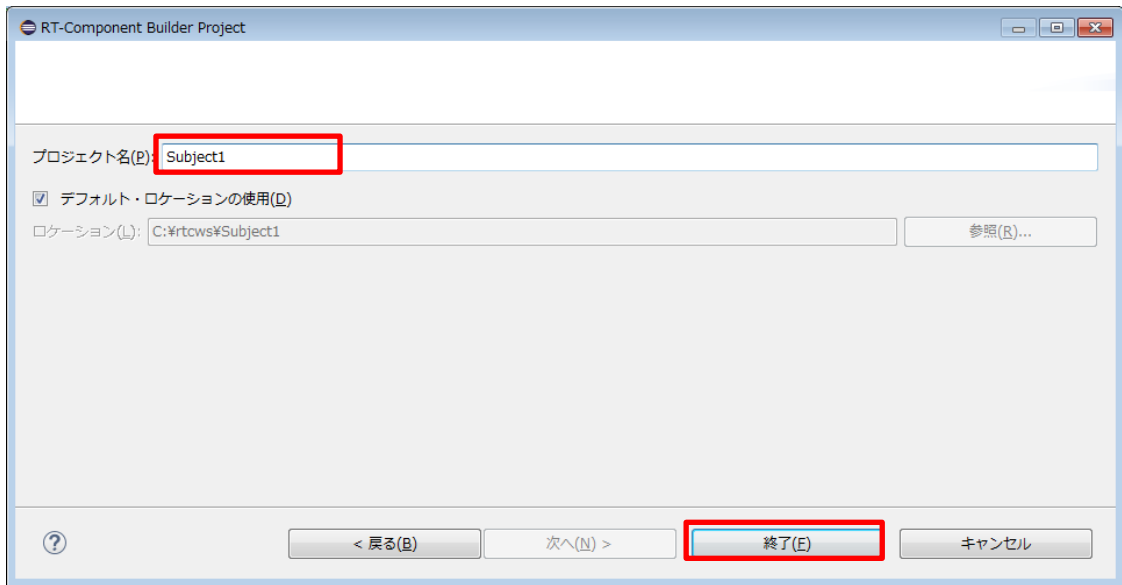 RT-Component Builder Project
プロジェクト名(P): Subject1
デフォルト・ロケーションの使用(D)
ロケーション(L): C:¥rtcws¥Subject1 参照(R)...
< 戻る(B) 次へ(N) > 終了(F) キャンセル